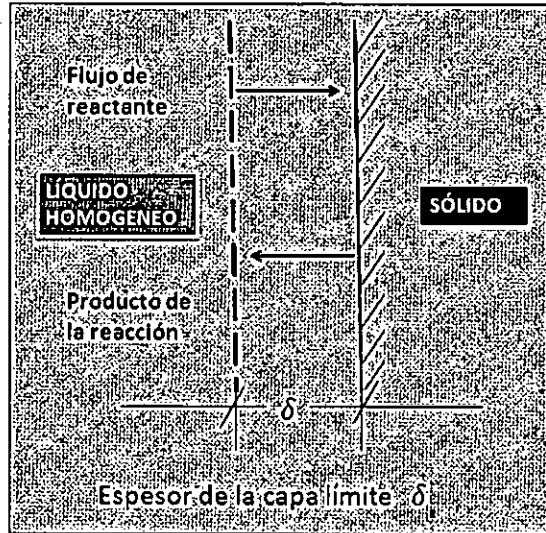 Flujo de
reactante
LÍQUIDO
HOMOGENEO
SÓLIDO
Producto de
la reacción
δ
Espesor de la capa límite δ